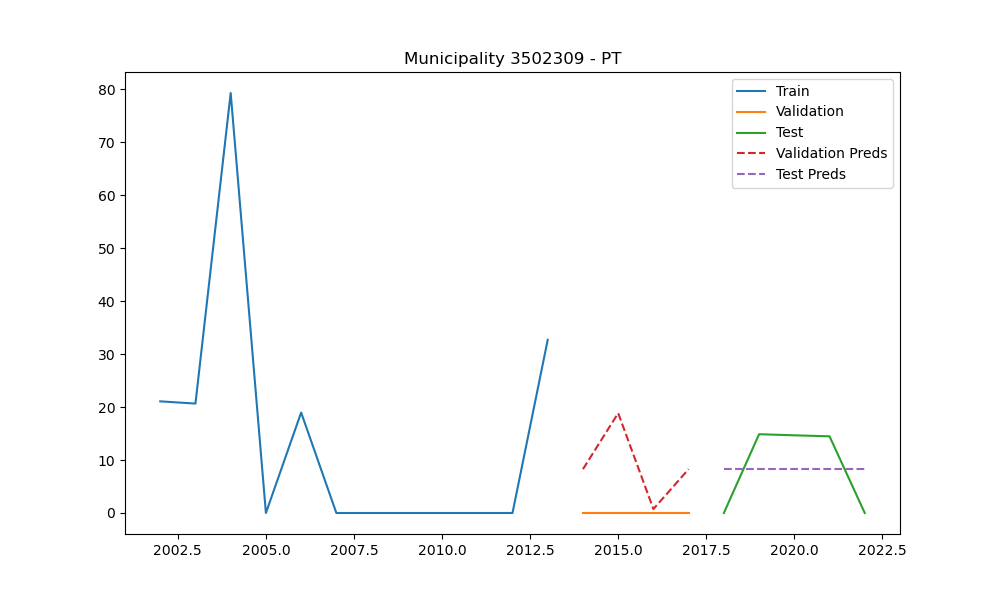 Municipality 3502309 - PT
Train
Validation
Test
Validation Preds
Test Preds
80
70
60
50
40
30
20
10
0
2002.5 2005.0 2007.5 2010.0 2012.5 2015.0 2017.5 2020.0 2022.5